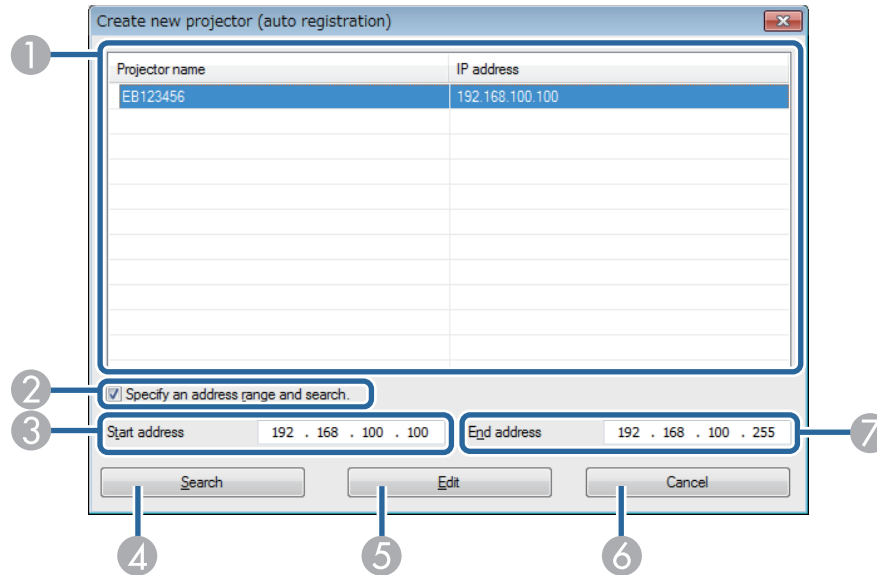 Create new projector (auto registration)
1
Projector name IP address
EB123456 192.168.100.100
2 Specify an address range and search.
3 Start address 192 . 168 . 100 . 100 End address 192 . 168 . 100 . 255 7
Search Edit Cancel
4 5 6